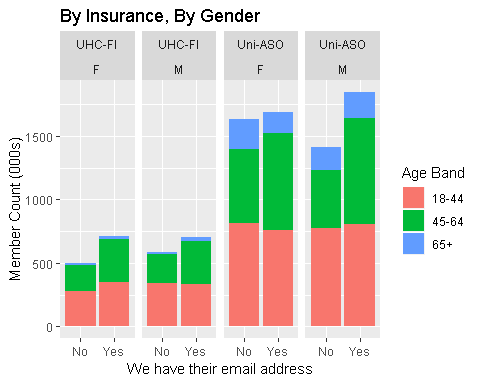 By Insurance, By Gender
UHC-FI UHC-FI Uni-ASO Uni-ASO
F M F M
Member Count (000s)
1500
1000
500
0
No Yes No Yes No Yes No Yes
We have their email address
Age Band
18-44
45-64
65+